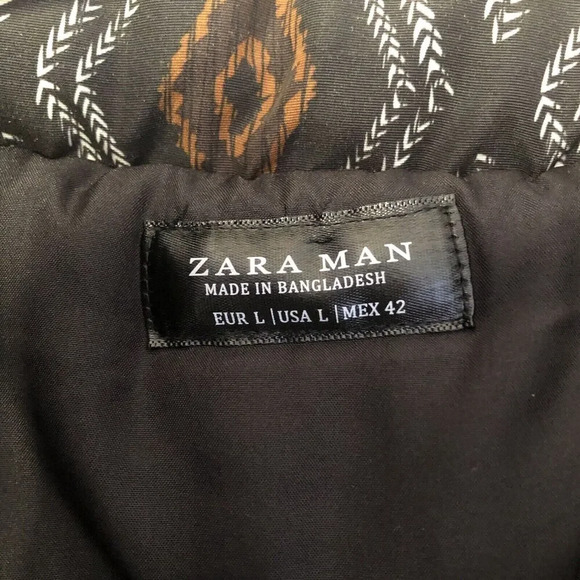 ZARA MAN
MADE IN BANGLADESH
EUR L | USA L | MEX 42